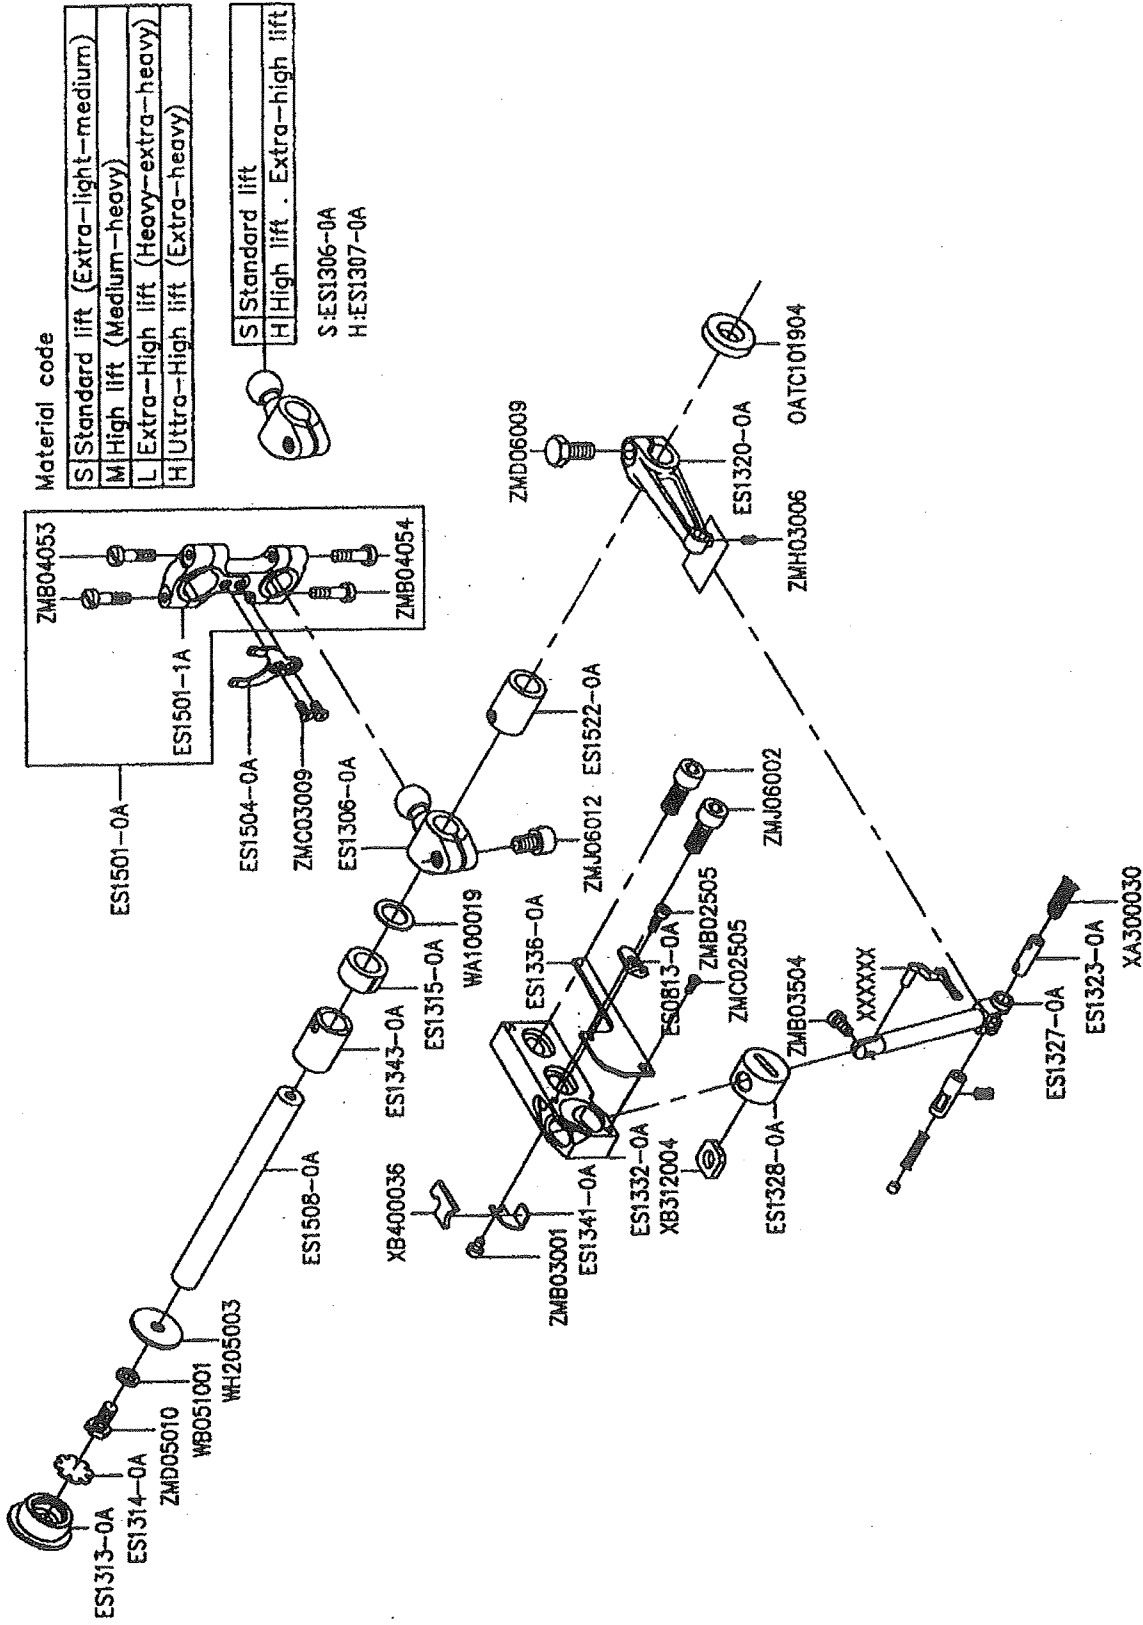 Material code
S Standard lift (Extra-light-medium)
M High lift (Medium-heavy)
L Extra-High lift (Heavy-extra-heavy)
H Uttra-High lift (Extra-heavy)
S Standard lift
H High lift . Extra-high lift
S:ES1306-0A
H:ES1307-0A
ZMB04053
ES1501-1A
ZMB04054
ES1501-0A
ES1504-0A
ZMC03009
ES1306-0A
ZMJ06012
ES1522-0A
ZMD06009
ES1320-0A
OATC101904
ZMH03006
WA100019
ES1315-0A
ES1343-0A
ES1508-0A
WH205003
WB051001
ZMD05010
ES1314-0A
ES1313-0A
ZMJ06002
ES1336-0A
ZMB02505
ES0813-0A
ZMC02505
XB400036
ZMB03001
ES1341-0A
ES1332-0A
XB312004
ES1328-0A
ZMB03504
XXXXXX
ES1327-0A
ES1323-0A
XA300030